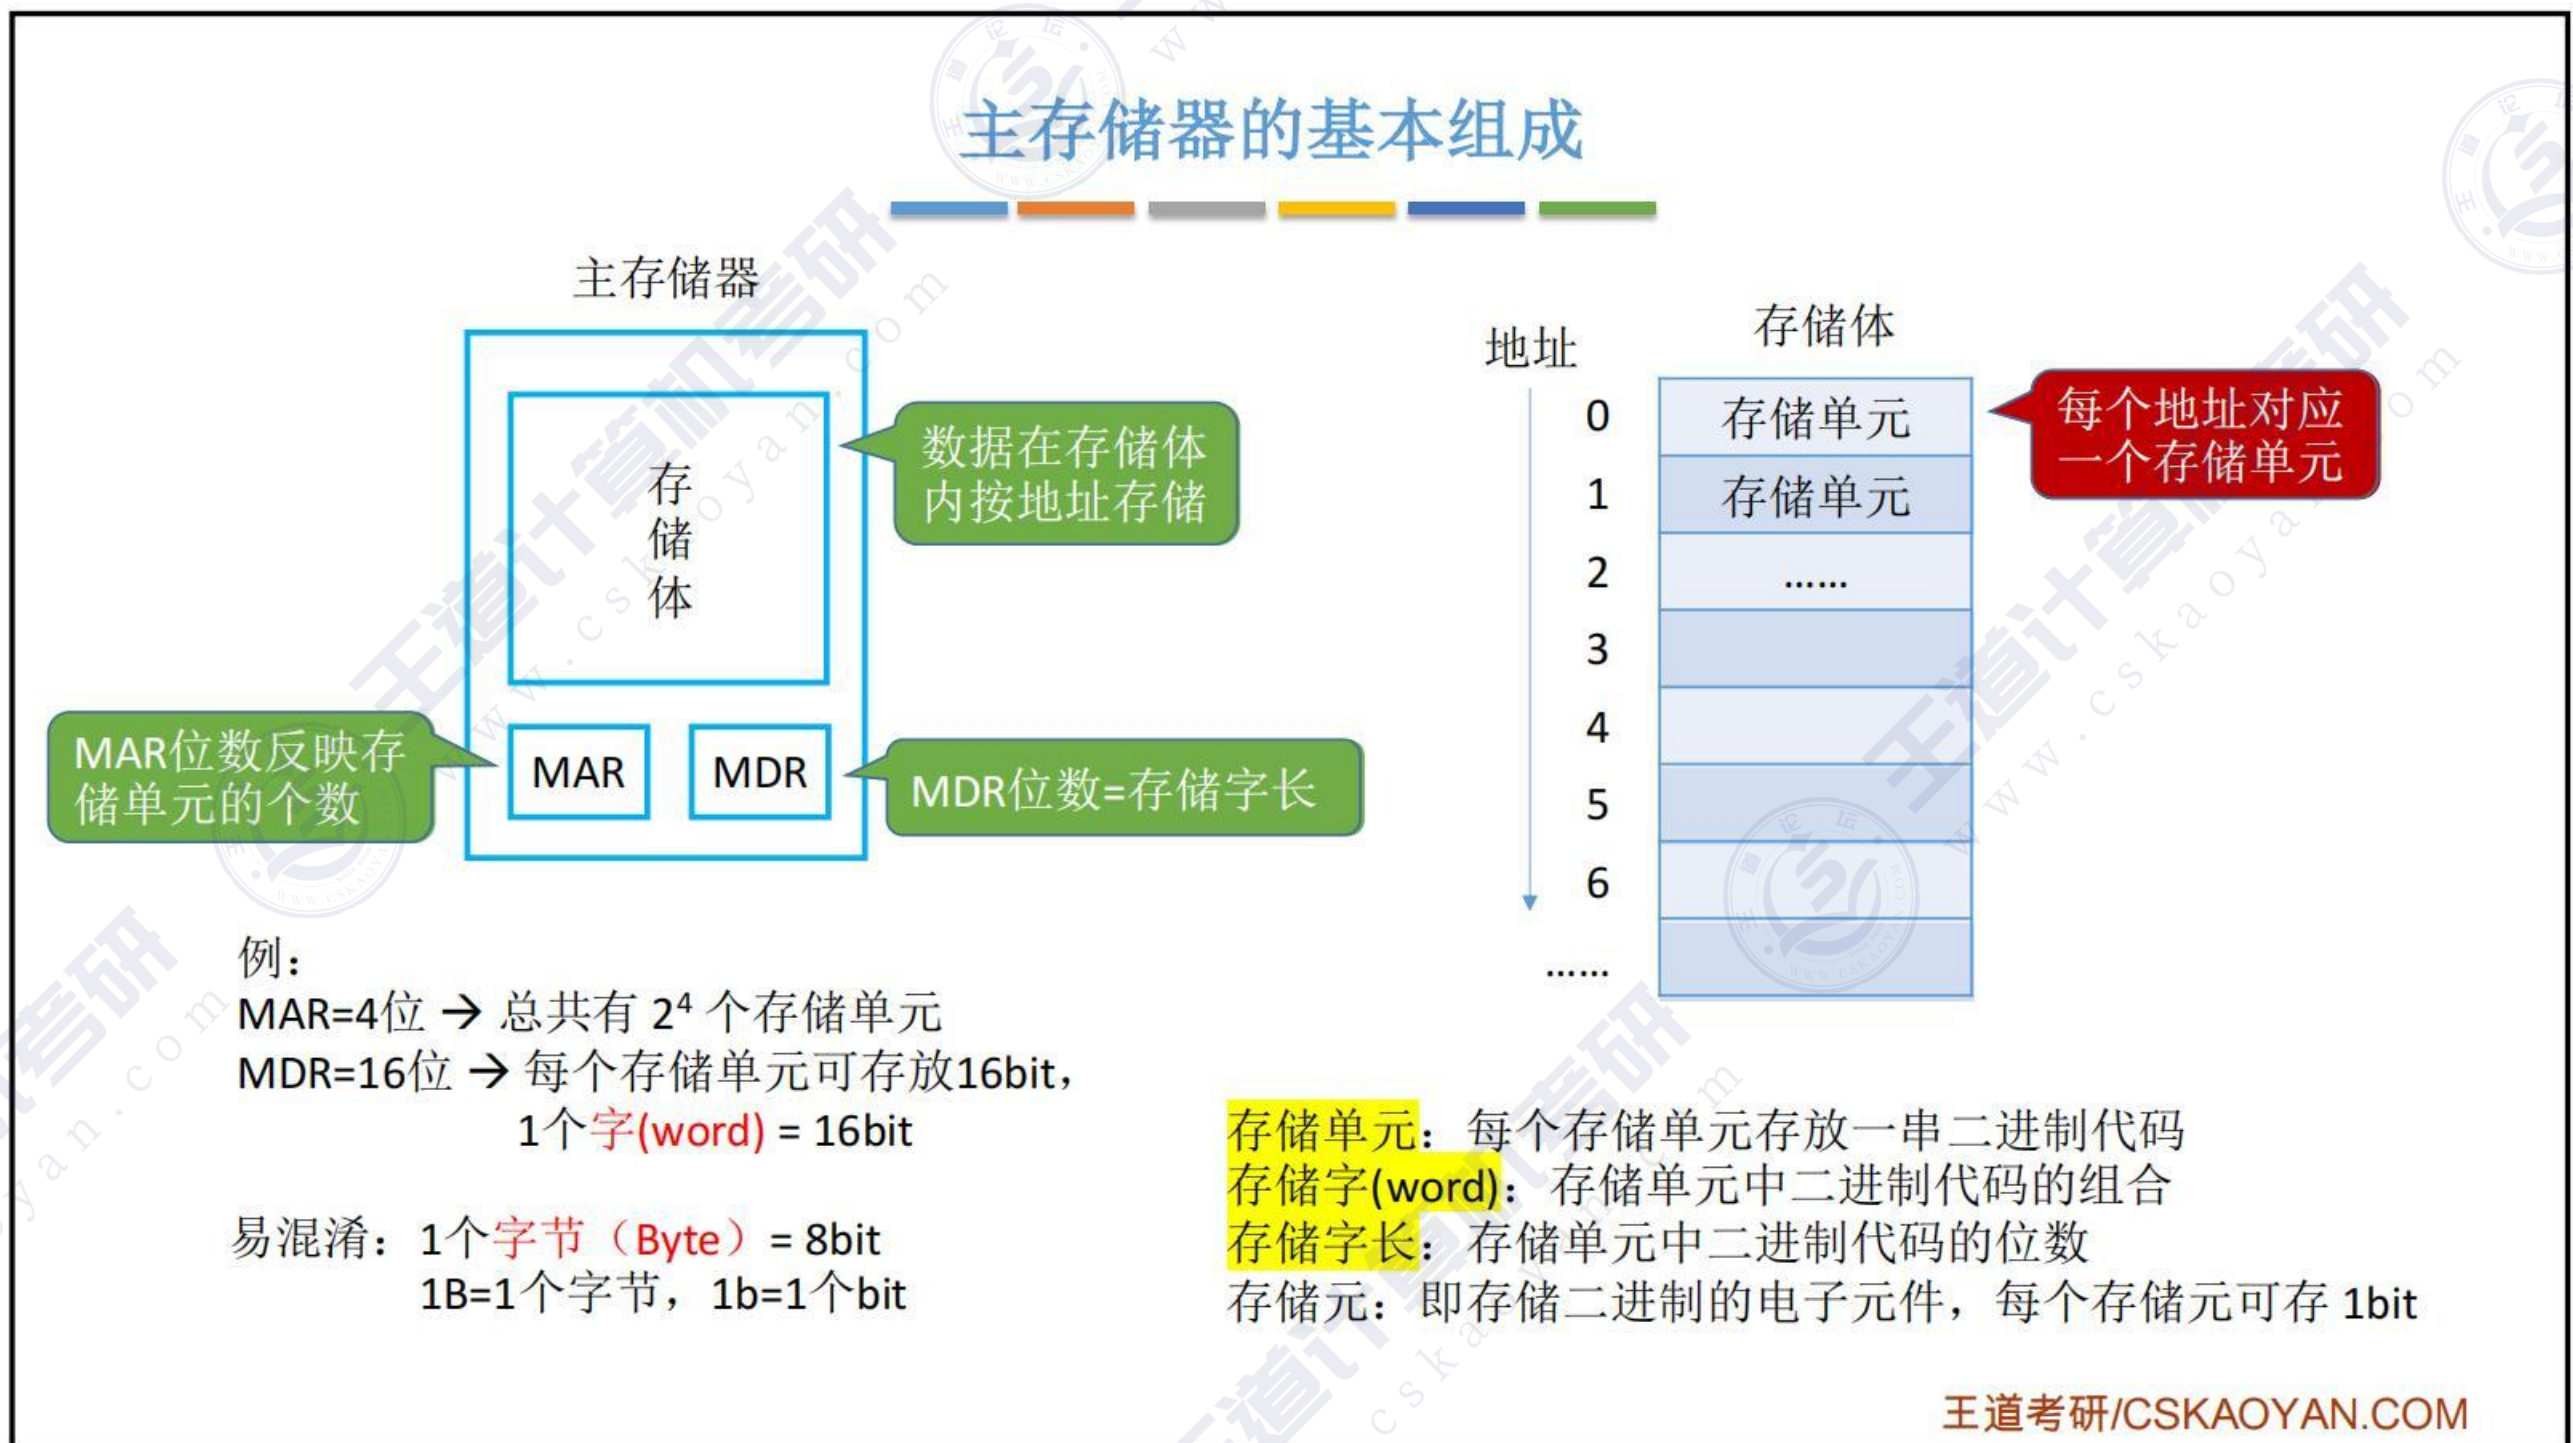 主存储器的基本组成
主存储器
存
储
体
数据在存储体
内按地址存储
MAR位数反映存
储单元的个数
MAR
MDR
MDR位数=存储字长
地址
存储体
0
存储单元
每个地址对应
一个存储单元
1
存储单元
2
......
3
4
5
6
......
例：
MAR=4位 → 总共有 2⁴ 个存储单元
MDR=16位 → 每个存储单元可存放16bit，
1个字(word) = 16bit
易混淆：1个字节（Byte）= 8bit
1B=1个字节，1b=1个bit
存储单元：每个存储单元存放一串二进制代码
存储字(word)：存储单元中二进制代码的组合
存储字长：存储单元中二进制代码的位数
存储元：即存储二进制的电子元件，每个存储元可存 1bit
王道考研/CSKAOYAN.COM
王道计算机考研
www.cskaoyan.com